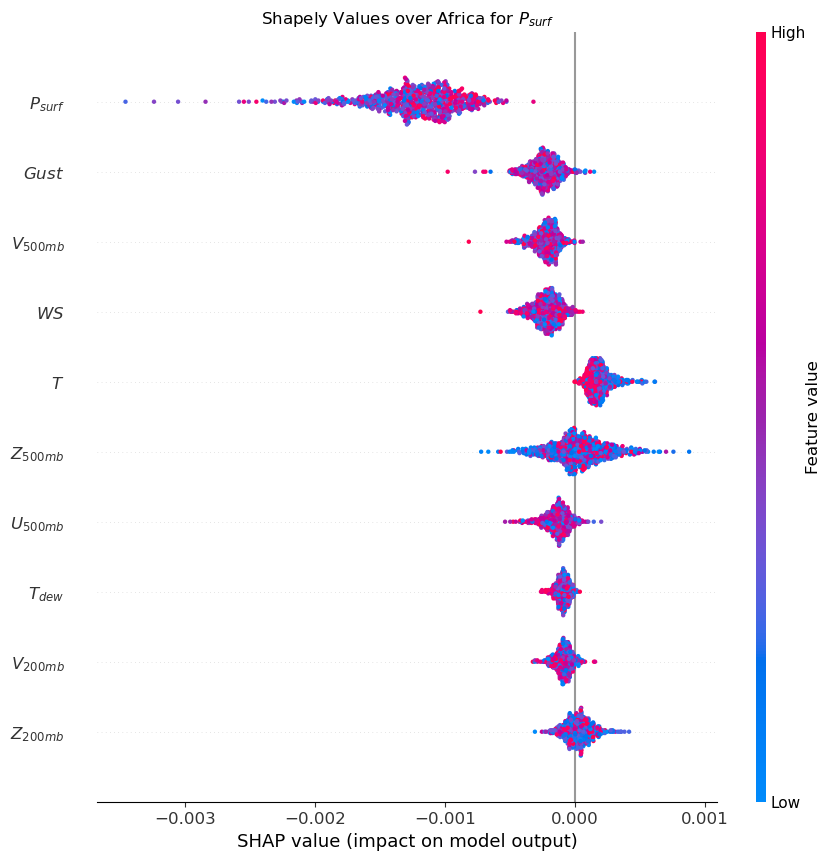 Shapely Values over Africa for P_surf
High
P_surf
Gust
V_500mb
WS
T
Z_500mb
U_500mb
T_dew
V_200mb
Z_200mb
Feature value
Low
−0.003 −0.002 −0.001 0.000 0.001
SHAP value (impact on model output)